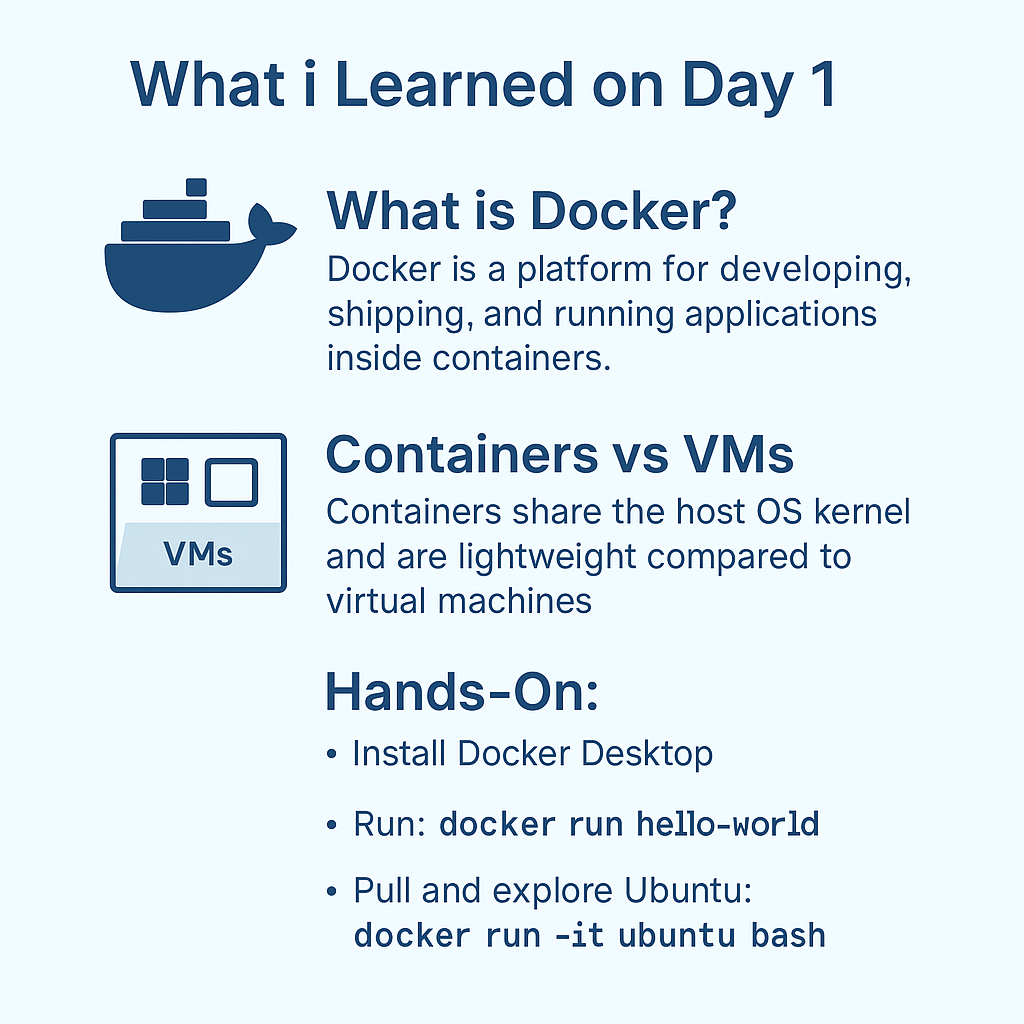 What i Learned on Day 1
What is Docker?
Docker is a platform for developing,
shipping, and running applications
inside containers.
VMs
Containers vs VMs
Containers share the host OS kernel
and are lightweight compared to
virtual machines
Hands-On:
• Install Docker Desktop
• Run: docker run hello-world
• Pull and explore Ubuntu:
docker run -it ubuntu bash